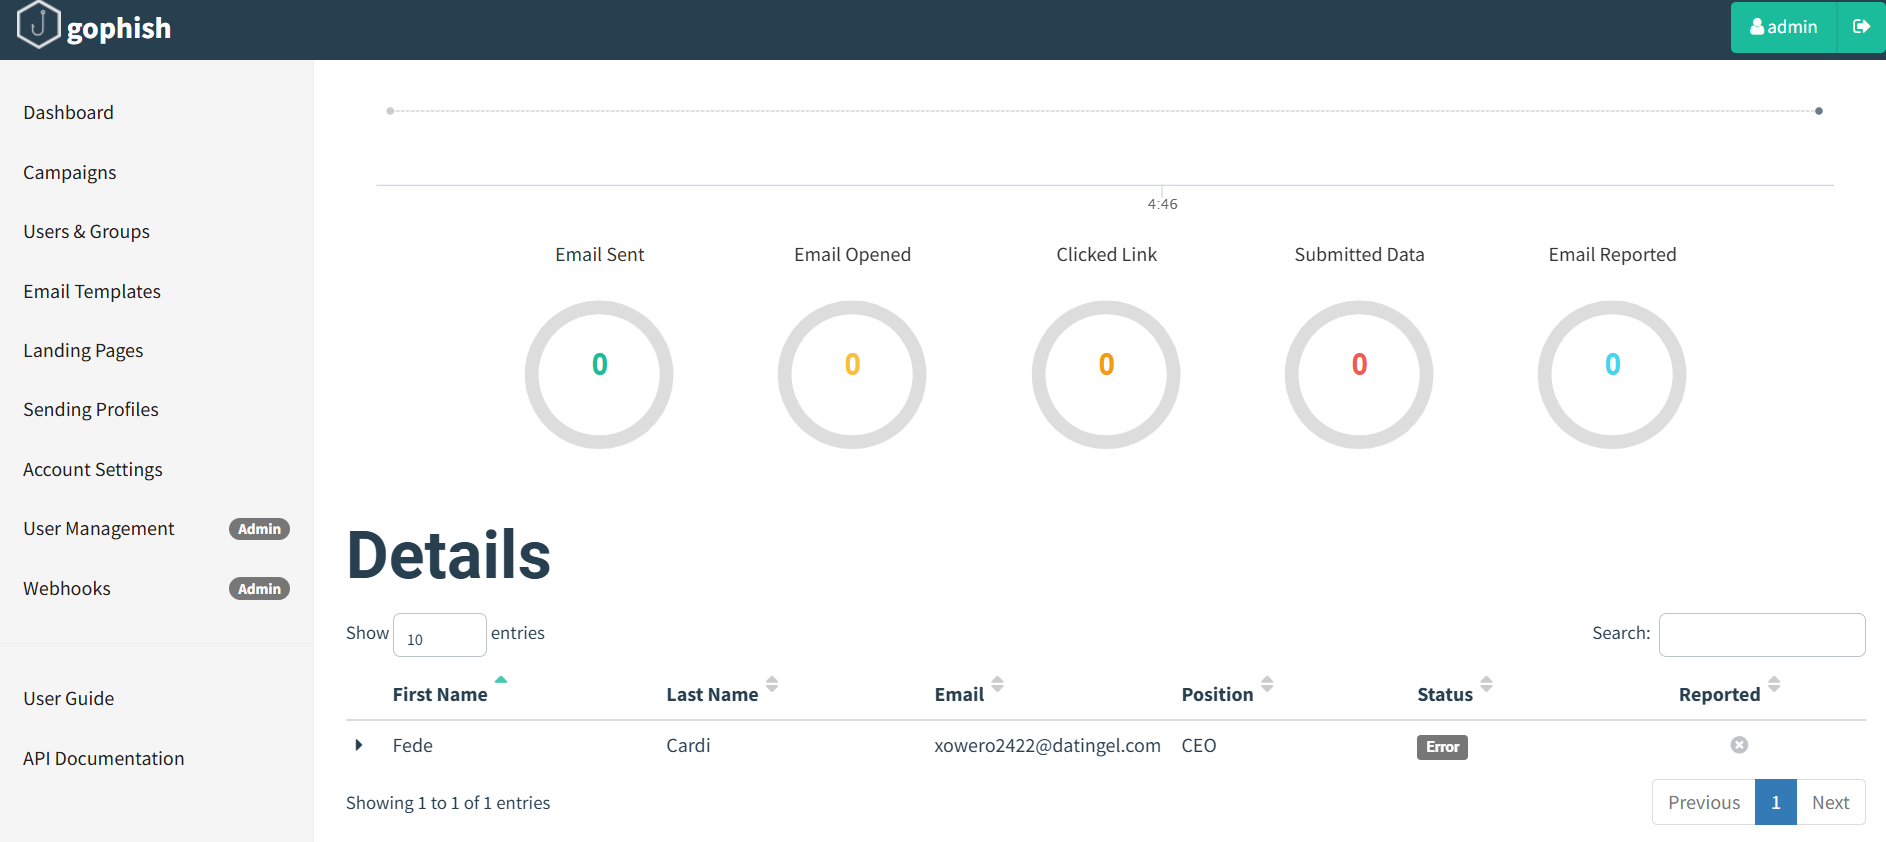 gophish
admin
Dashboard
Campaigns
Users & Groups
Email Templates
Landing Pages
Sending Profiles
Account Settings
User Management Admin
Webhooks Admin
User Guide
API Documentation
4:46
Email Sent Email Opened Clicked Link Submitted Data Email Reported
0 0 0 0 0
Details
Show 10 entries Search:
First Name Last Name Email Position Status Reported
Fede Cardi xowero2422@datingel.com CEO Error
Showing 1 to 1 of 1 entries Previous 1 Next